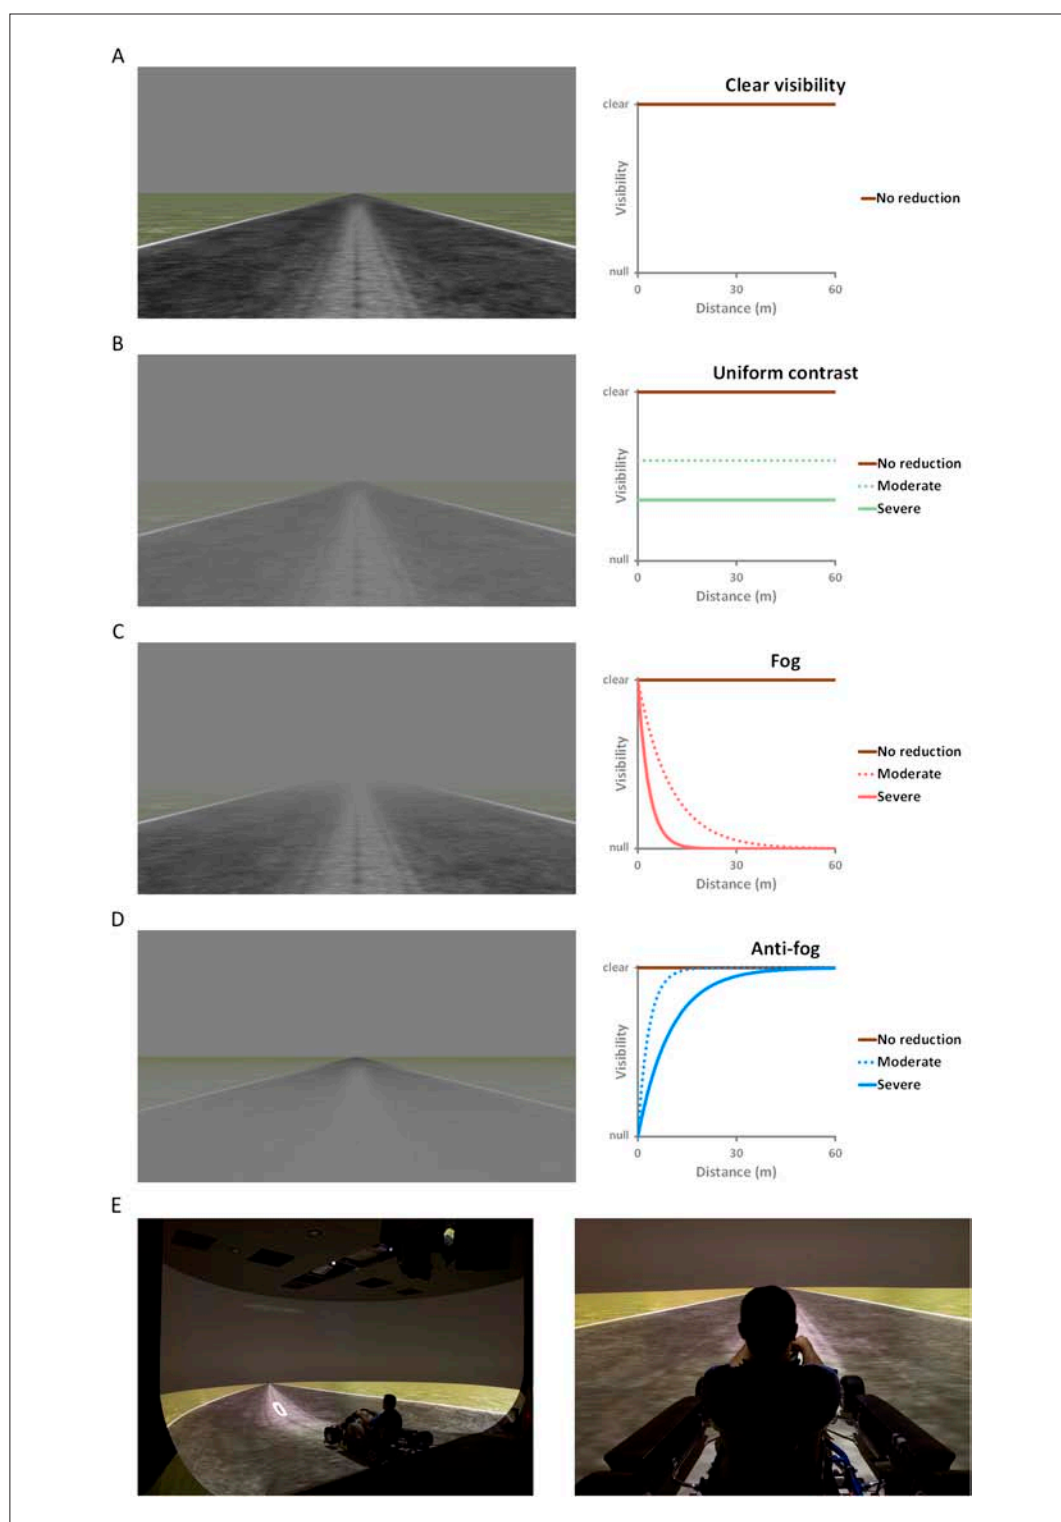 A
Clear visibility
clear
Visibility
null
0 30 60
Distance (m)
No reduction
B
Uniform contrast
clear
Visibility
null
0 30 60
Distance (m)
No reduction
Moderate
Severe
C
Fog
clear
Visibility
null
0 30 60
Distance (m)
No reduction
Moderate
Severe
D
Anti-fog
clear
Visibility
null
0 30 60
Distance (m)
No reduction
Moderate
Severe
E
0